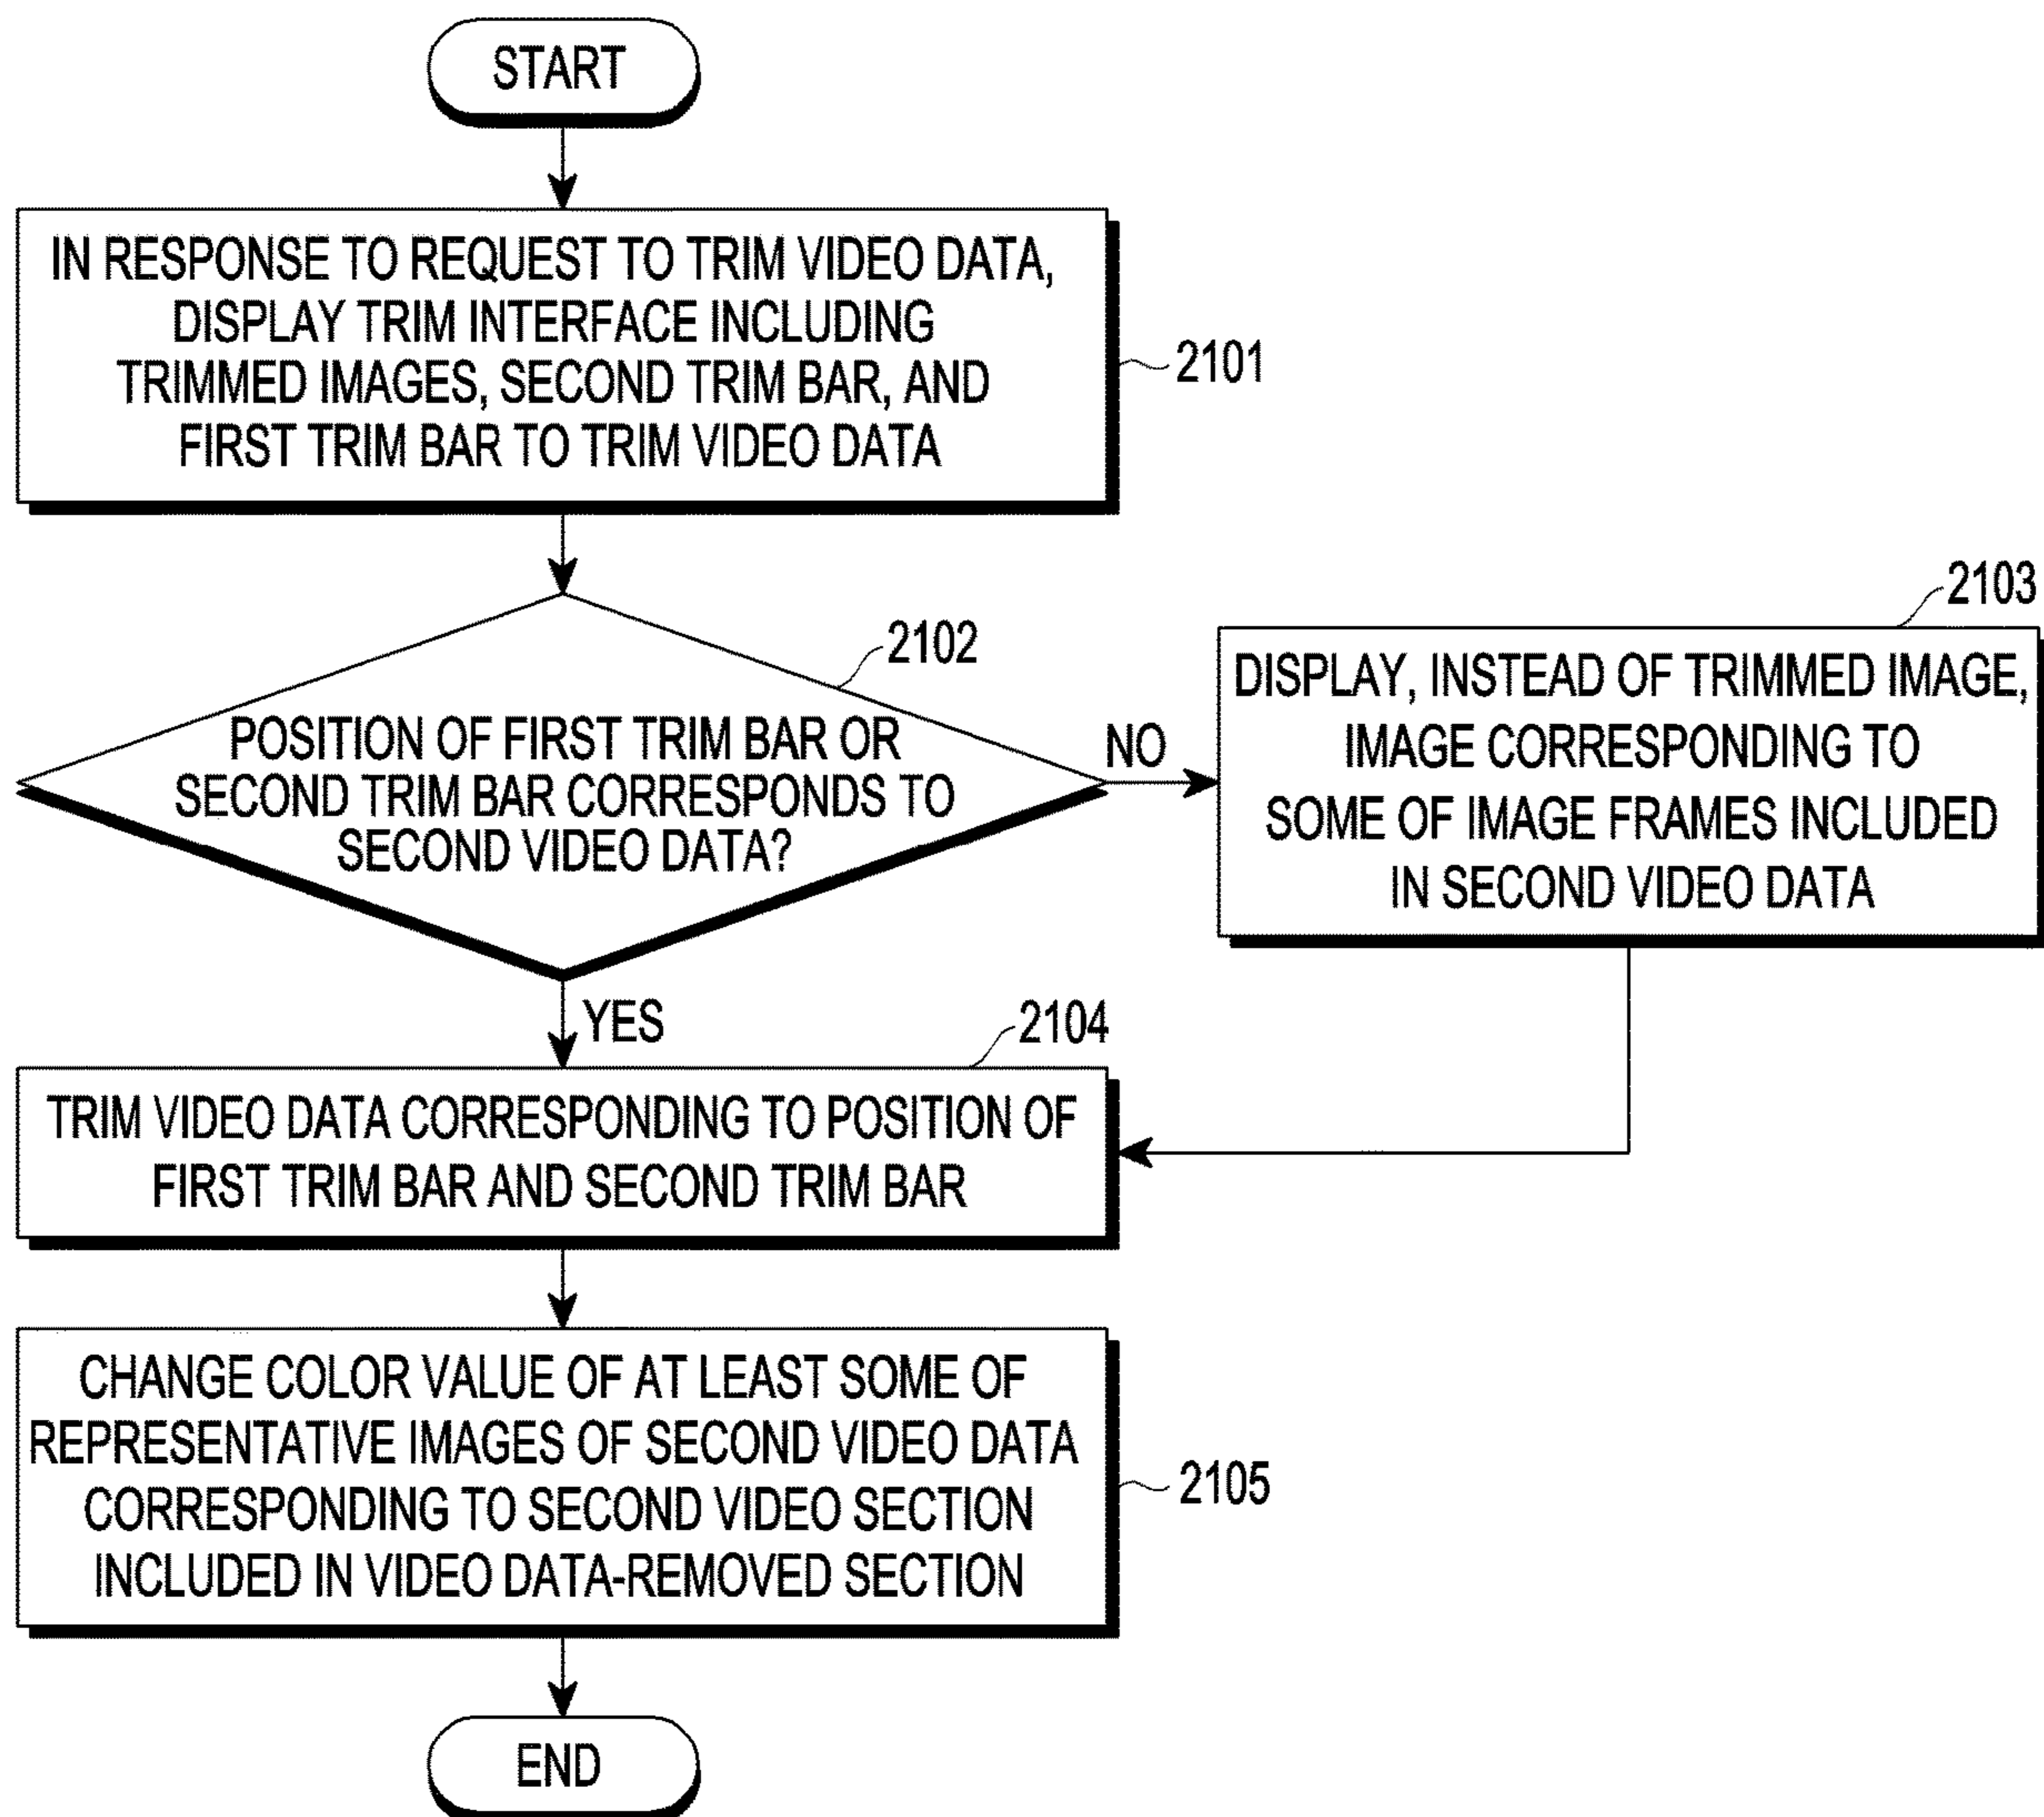 START
IN RESPONSE TO REQUEST TO TRIM VIDEO DATA,
DISPLAY TRIM INTERFACE INCLUDING
TRIMMED IMAGES, SECOND TRIM BAR, AND
FIRST TRIM BAR TO TRIM VIDEO DATA
2101
2102
POSITION OF FIRST TRIM BAR OR
SECOND TRIM BAR CORRESPONDS TO
SECOND VIDEO DATA?
NO
2103
DISPLAY, INSTEAD OF TRIMMED IMAGE,
IMAGE CORRESPONDING TO
SOME OF IMAGE FRAMES INCLUDED
IN SECOND VIDEO DATA
YES
2104
TRIM VIDEO DATA CORRESPONDING TO POSITION OF
FIRST TRIM BAR AND SECOND TRIM BAR
CHANGE COLOR VALUE OF AT LEAST SOME OF
REPRESENTATIVE IMAGES OF SECOND VIDEO DATA
CORRESPONDING TO SECOND VIDEO SECTION
INCLUDED IN VIDEO DATA-REMOVED SECTION
2105
END